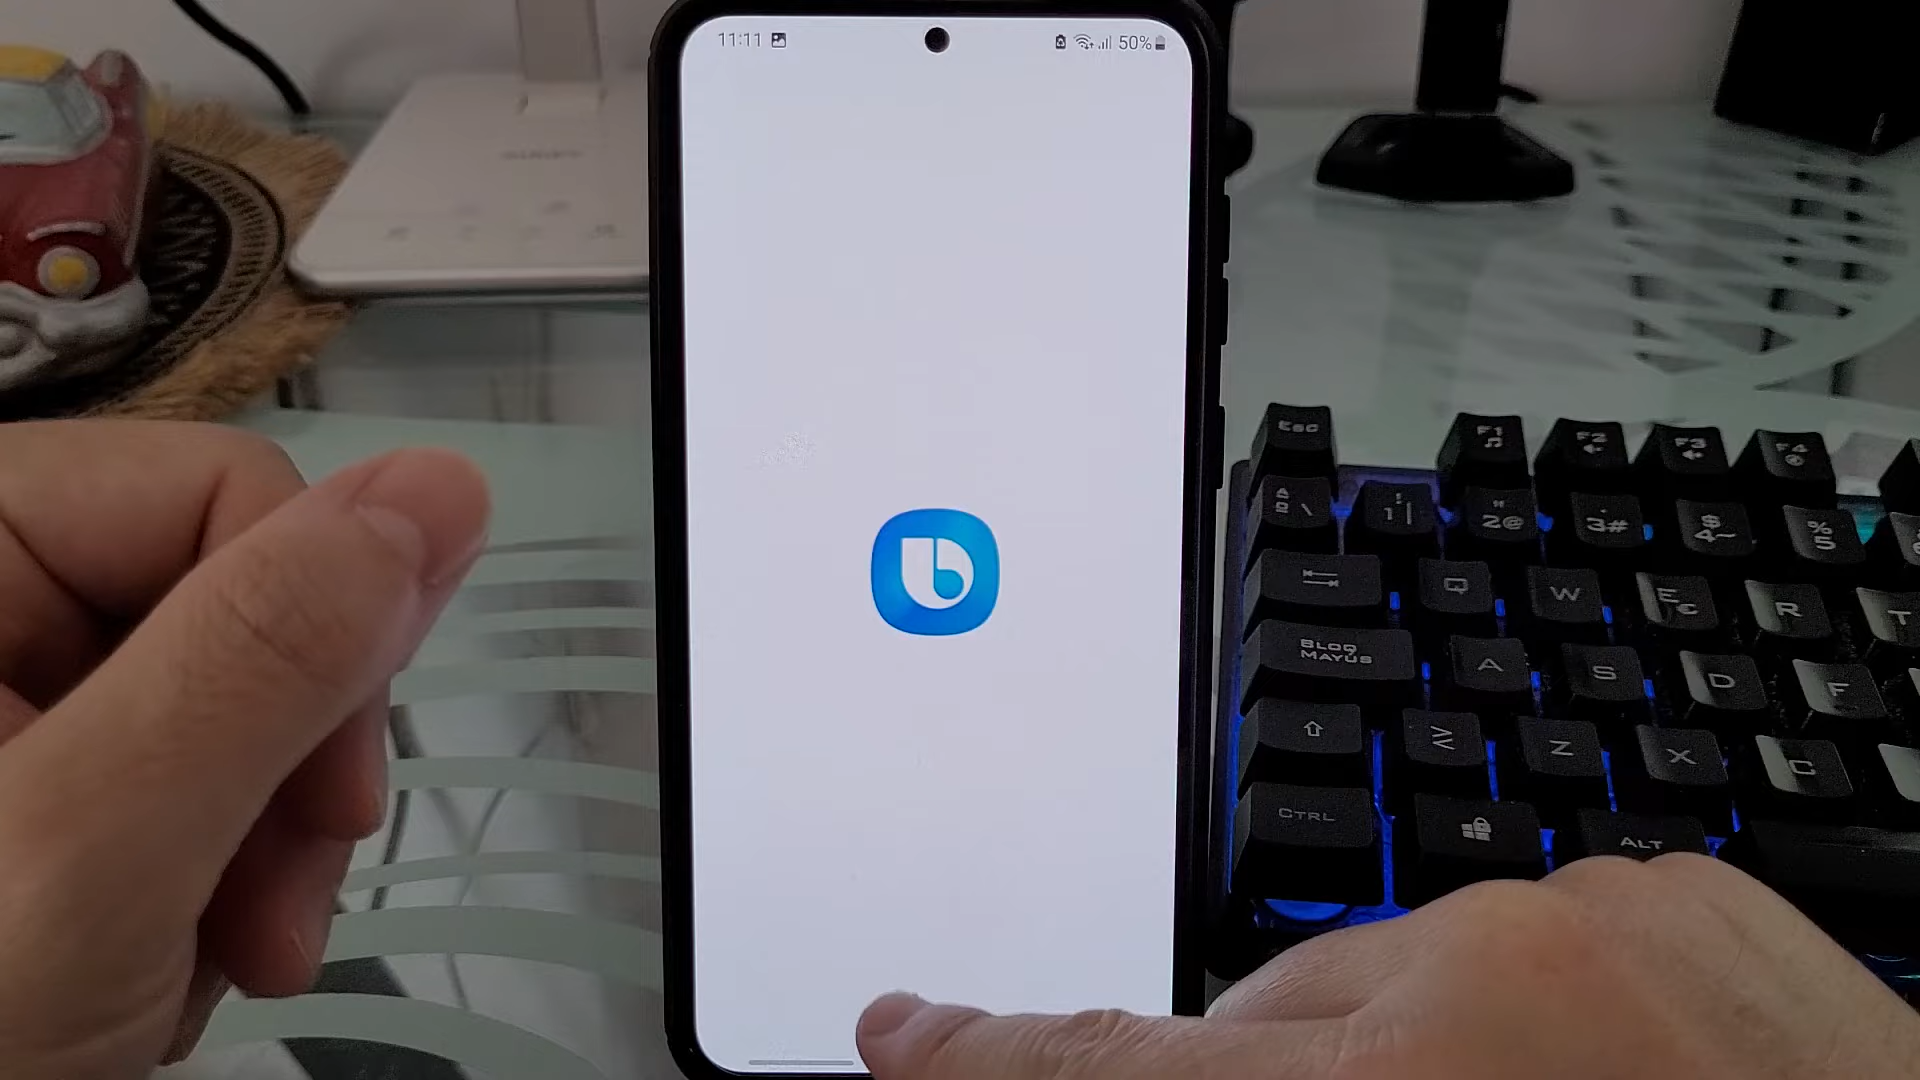 11:11
50%
Esc
F1
F2
F3
F4
ª º \
! 1 |
" 2 @
· 3 #
$ 4 ~
% 5
Q
W
E €
R
T
BLOQ
MAYÚS
A
S
D
F
Z
X
C
CTRL
ALT